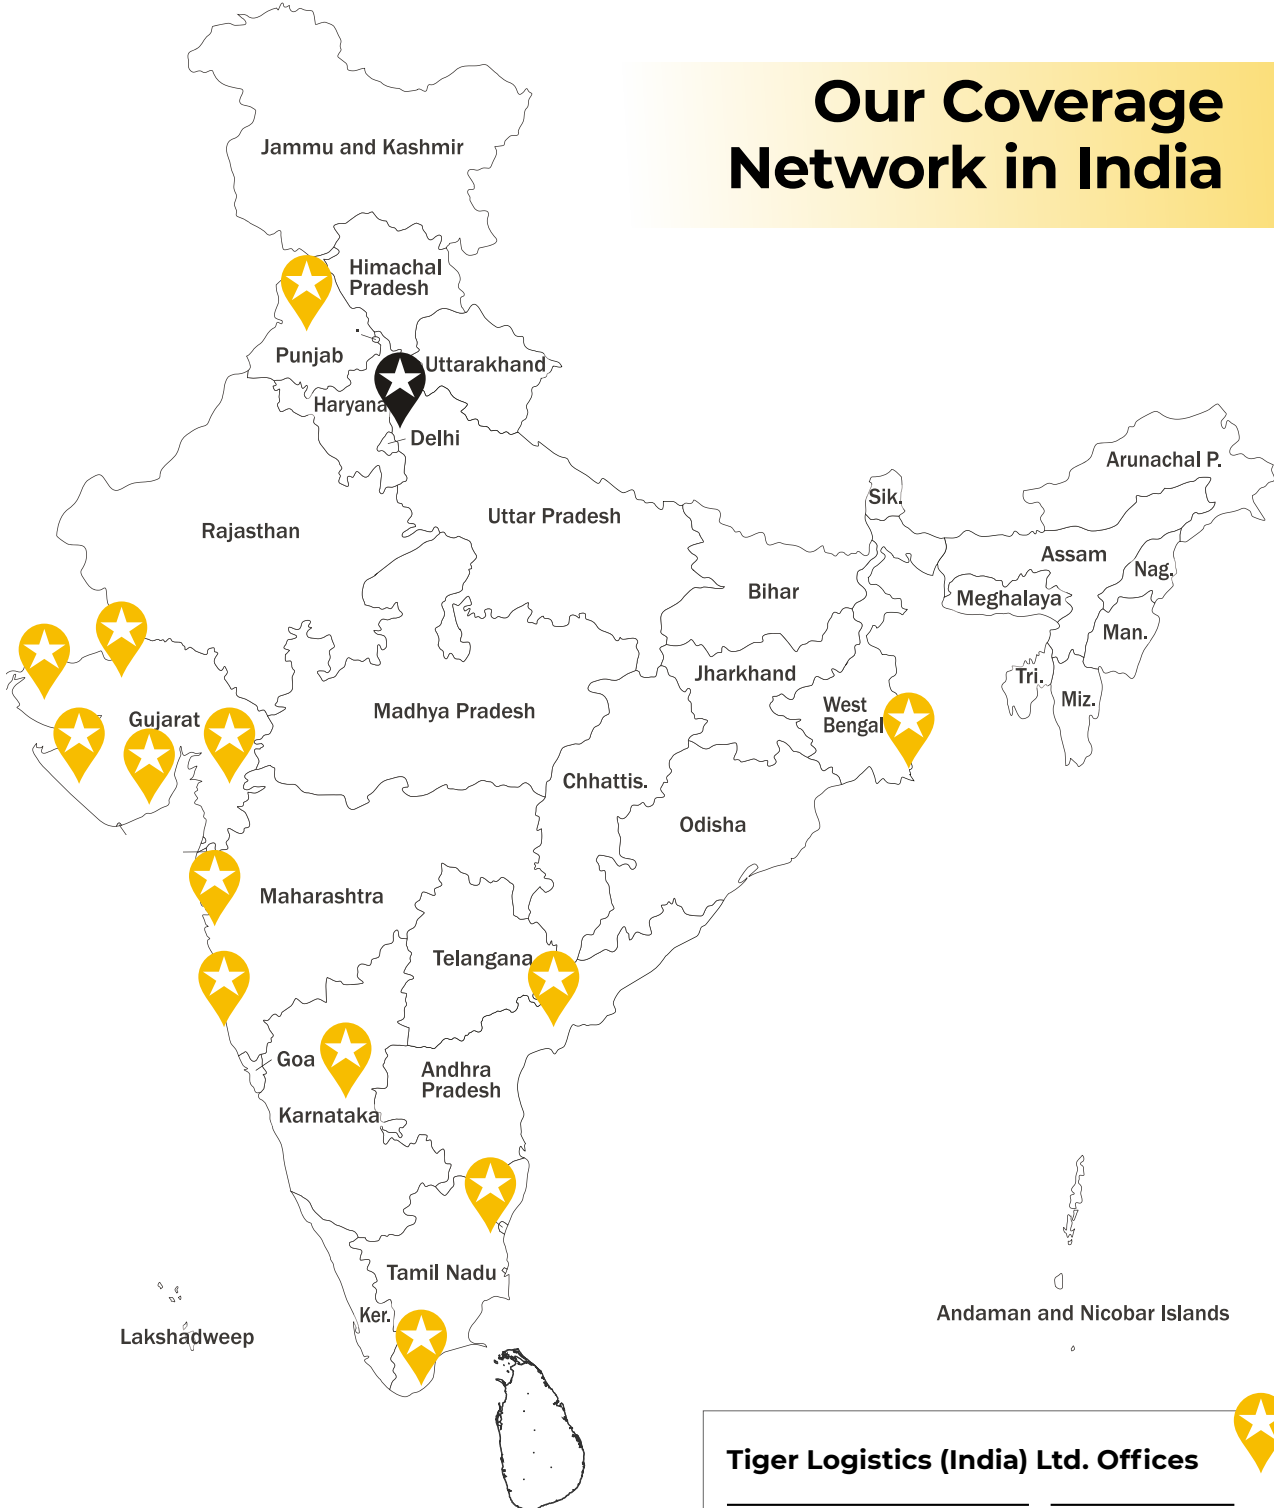 Our Coverage
Network in India
Jammu and Kashmir
Himachal
Pradesh
Punjab
Uttarakhand
Haryana
Delhi
Arunachal P.
Sik.
Rajasthan
Uttar Pradesh
Assam
Nag.
Bihar
Meghalaya
Man.
Jharkhand
Tri.
Miz.
West
Bengal
Gujarat
Madhya Pradesh
Chhattis.
Odisha
Maharashtra
Telangana
Goa
Andhra
Pradesh
Karnataka
Tamil Nadu
Ker.
Lakshadweep
Andaman and Nicobar Islands
Tiger Logistics (India) Ltd. Offices